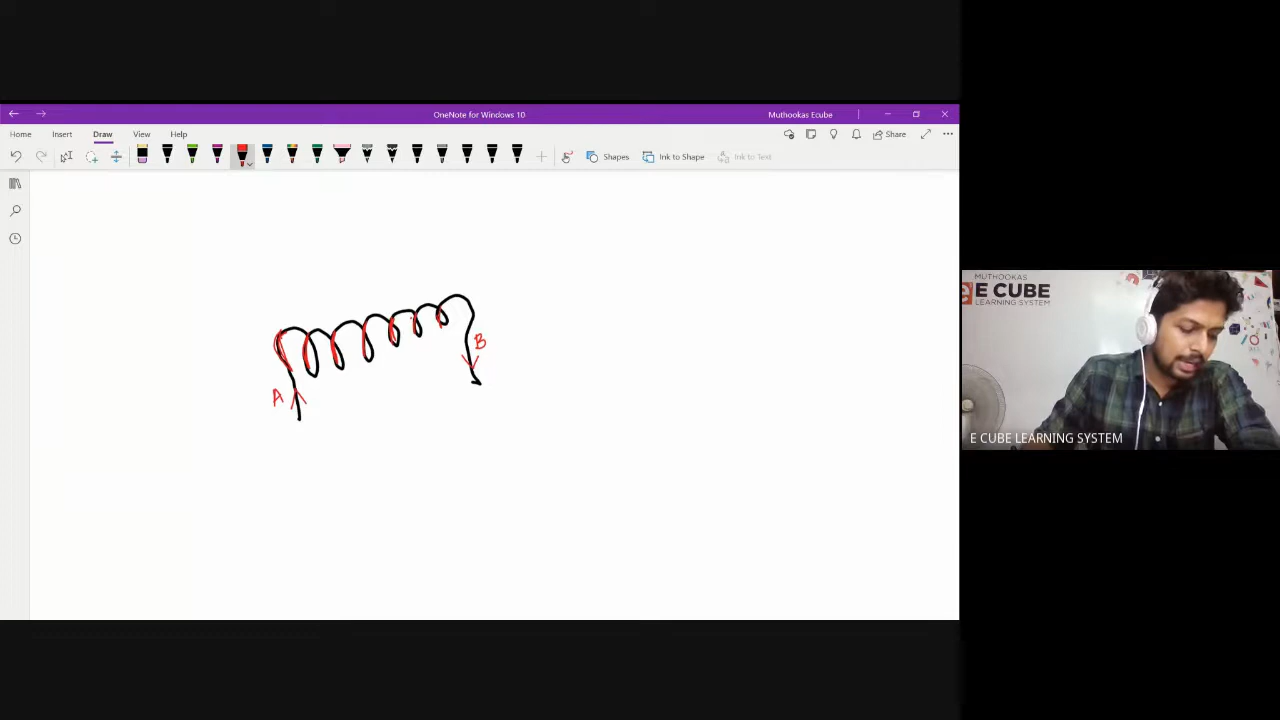 OneNote for Windows 10
Muthookas Ecube
Home Insert Draw View Help
Share
Shapes
Ink to Shape
Ink to Text
A
B
MUTHOOKAS
E CUBE
LEARNING SYSTEM
E CUBE LEARNING SYSTEM